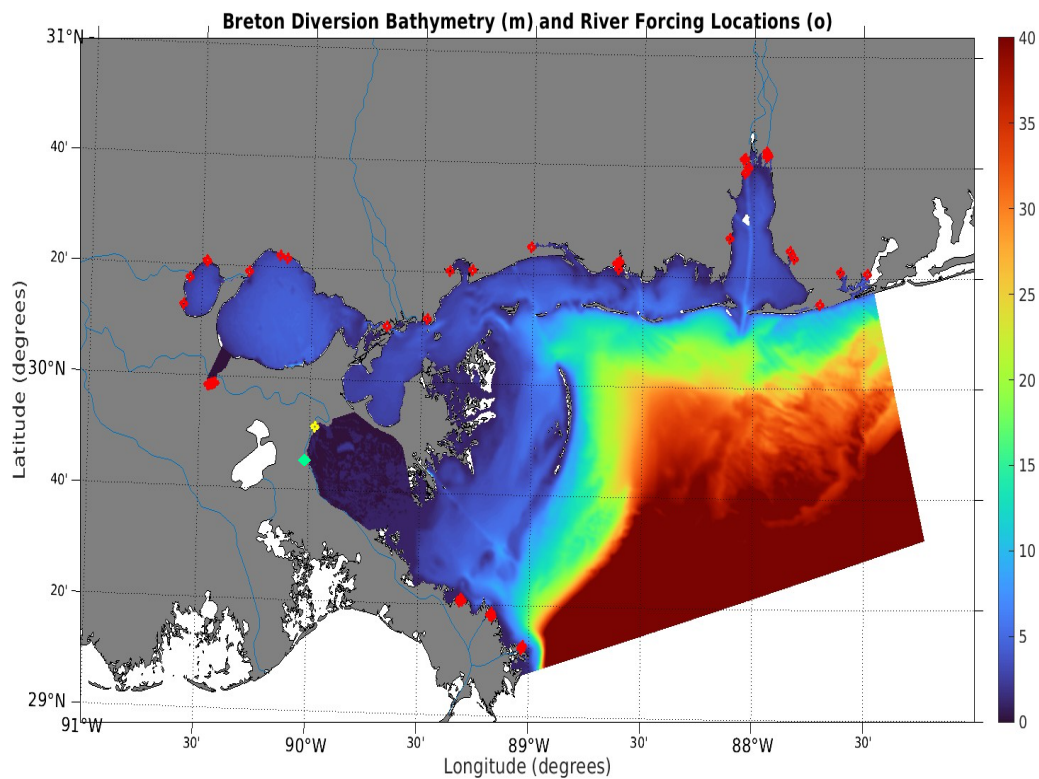 Breton Diversion Bathymetry (m) and River Forcing Locations (o)
31°N
40'
20'
30°N
40'
20'
29°N
91°W
30'
90°W
30'
89°W
30'
88°W
30'
Latitude (degrees)
Longitude (degrees)
40
35
30
25
20
15
10
5
0